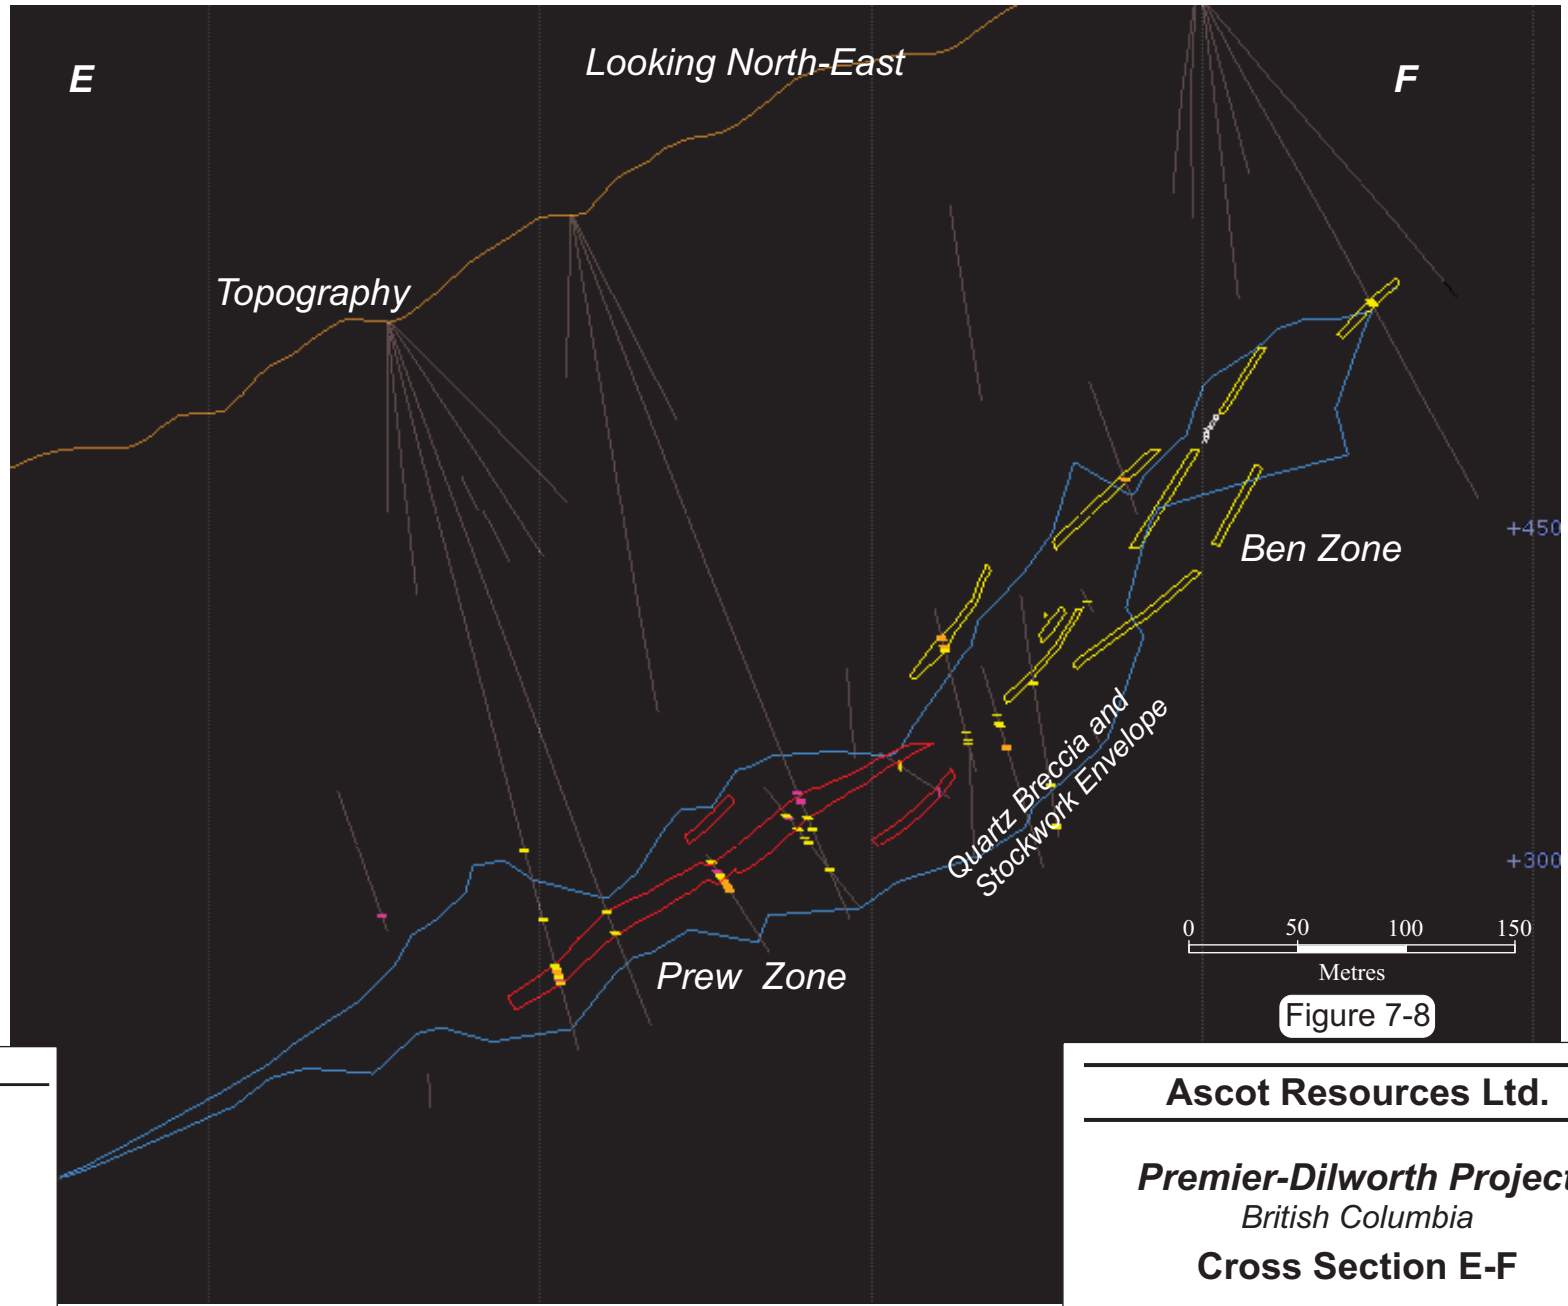 Looking North-East
E
F
Topography
+450
Ben Zone
Quartz Breccia and
Stockwork Envelope
+300
0 50 100 150
Metres
Prew Zone
Figure 7-8
Ascot Resources Ltd.
Premier-Dilworth Project
British Columbia
Cross Section E-F